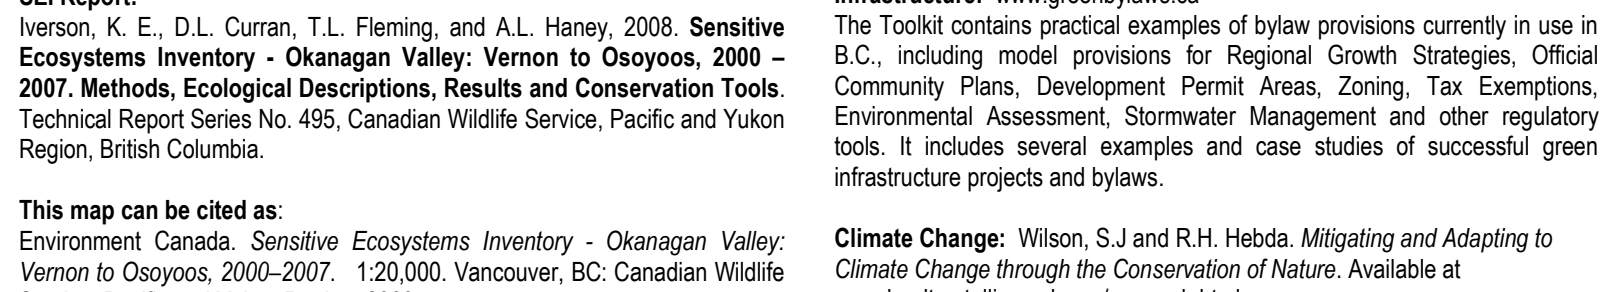 SEI Report:
Iverson, K. E., D.L. Curran, T.L. Fleming, and A.L. Haney, 2008. Sensitive
Ecosystems Inventory - Okanagan Valley: Vernon to Osoyoos, 2000 –
2007. Methods, Ecological Descriptions, Results and Conservation Tools.
Technical Report Series No. 495, Canadian Wildlife Service, Pacific and Yukon
Region, British Columbia.
This map can be cited as:
Environment Canada. Sensitive Ecosystems Inventory - Okanagan Valley:
Vernon to Osoyoos, 2000–2007. 1:20,000. Vancouver, BC: Canadian Wildlife
Infrastructure: www.greenbylaws.ca
The Toolkit contains practical examples of bylaw provisions currently in use in
B.C., including model provisions for Regional Growth Strategies, Official
Community Plans, Development Permit Areas, Zoning, Tax Exemptions,
Environmental Assessment, Stormwater Management and other regulatory
tools. It includes several examples and case studies of successful green
infrastructure projects and bylaws.
Climate Change: Wilson, S.J and R.H. Hebda. Mitigating and Adapting to
Climate Change through the Conservation of Nature. Available at